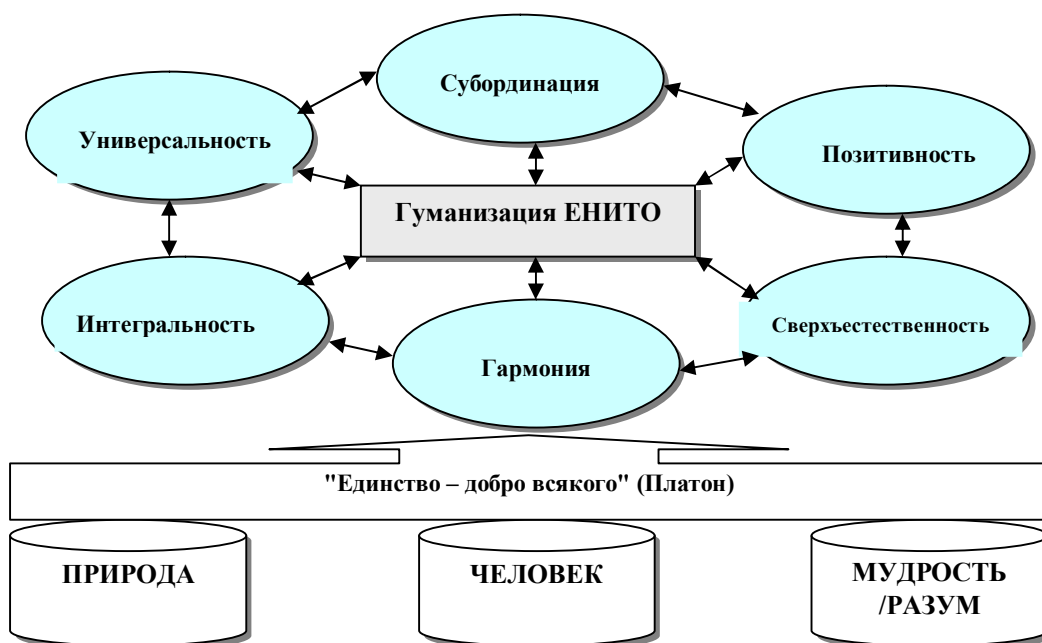 Субординация
Универсальность
Позитивность
Гуманизация ЕНИТО
Интегральность
Сверхъестественность
Гармония
"Единство – добро всякого" (Платон)
ПРИРОДА
ЧЕЛОВЕК
МУДРОСТЬ
/РАЗУМ